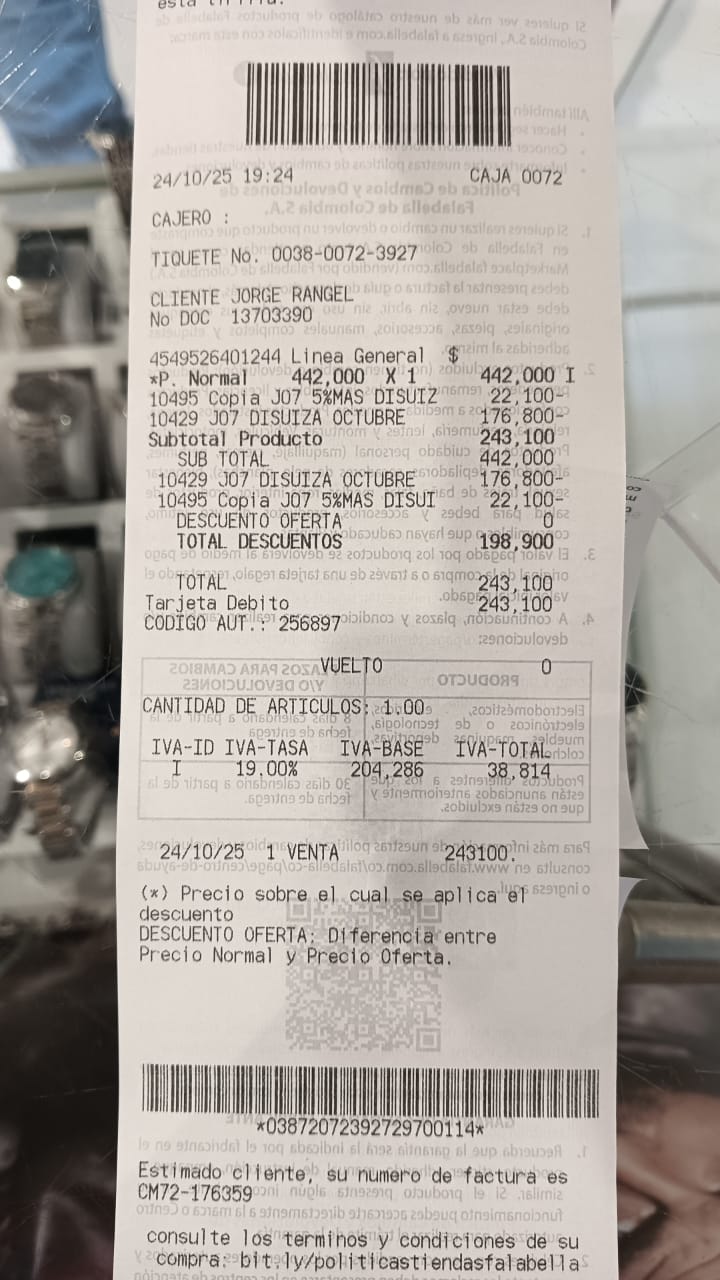 24/10/25 19:24 CAJA 0072
CAJERO :
TIQUETE No. 0038-0072-3927
CLIENTE JORGE RANGEL
No DOC 13703390
4549526401244 Linea General $
*P. Normal 442,000 X 1 442,000 I
10495 Copia J07 5%MAS DISUIZ 22,100-
10429 J07 DISUIZA OCTUBRE 176,800-
Subtotal Producto 243,100
SUB TOTAL 442,000
10429 J07 DISUIZA OCTUBRE 176,800-
10495 Copia J07 5%MAS DISUI 22,100-
DESCUENTO OFERTA 0
TOTAL DESCUENTOS 198,900
TOTAL 243,100
Tarjeta Debito 243,100
CODIGO AUT.: 256897
VUELTO 0
CANTIDAD DE ARTICULOS: 1.00
IVA-ID IVA-TASA IVA-BASE IVA-TOTAL
I 19.00% 204,286 38,814
24/10/25 1 VENTA 243100.
(*) Precio sobre el cual se aplica el
descuento
DESCUENTO OFERTA: Diferencia entre
Precio Normal y Precio Oferta.
*03872072392729700114*
Estimado cliente, su numero de factura es
CM72-176359
consulte los terminos y condiciones de su
compra: bit.ly/politicastiendasfalabella